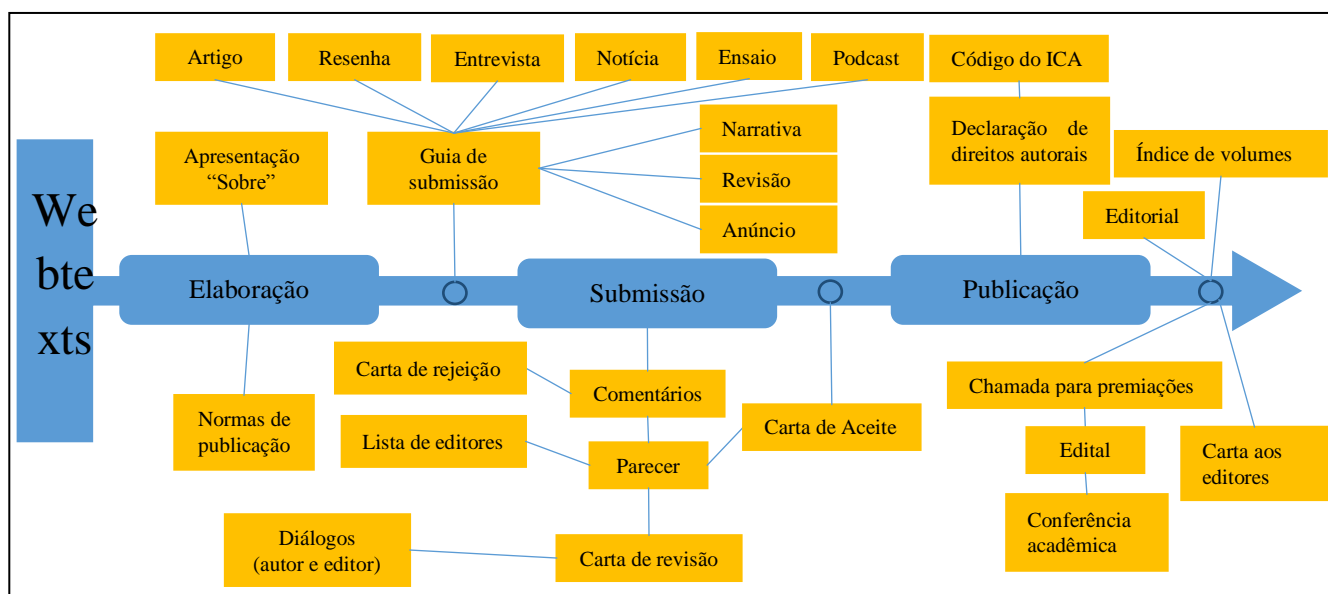 Artigo
Resenha
Entrevista
Notícia
Ensaio
Podcast
Código do ICA
Apresentação
“Sobre”
Guia de
submissão
Narrativa
Revisão
Anúncio
Declaração de
direitos autorais
Índice de volumes
Editorial
We
bte
xts
Elaboração
Submissão
Publicação
Normas de
publicação
Carta de rejeição
Comentários
Lista de editores
Parecer
Carta de Aceite
Diálogos
(autor e editor)
Carta de revisão
Chamada para premiações
Edital
Conferência
acadêmica
Carta aos
editores